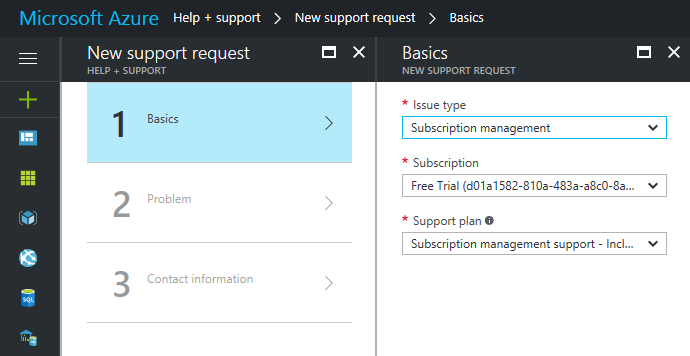 Microsoft Azure Help + support > New support request > Basics
New support request
HELP + SUPPORT
1 Basics
2 Problem
3 Contact information
Basics
NEW SUPPORT REQUEST
* Issue type
Subscription management
* Subscription
Free Trial (d01a1582-810a-483a-a8c0-8a...
* Support plan
Subscription management support - Incl...
SQL